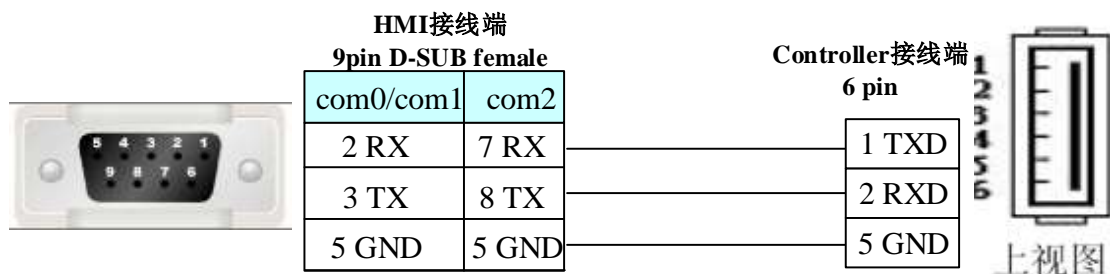 HMI接线端
9pin D-SUB female
Controller接线端
6 pin
com0/com1 com2
2 RX 7 RX 1 TXD
3 TX 8 TX 2 RXD
5 GND 5 GND 5 GND
5 4 3 2 1
9 8 7 6
1
2
3
4
5
6
上视图